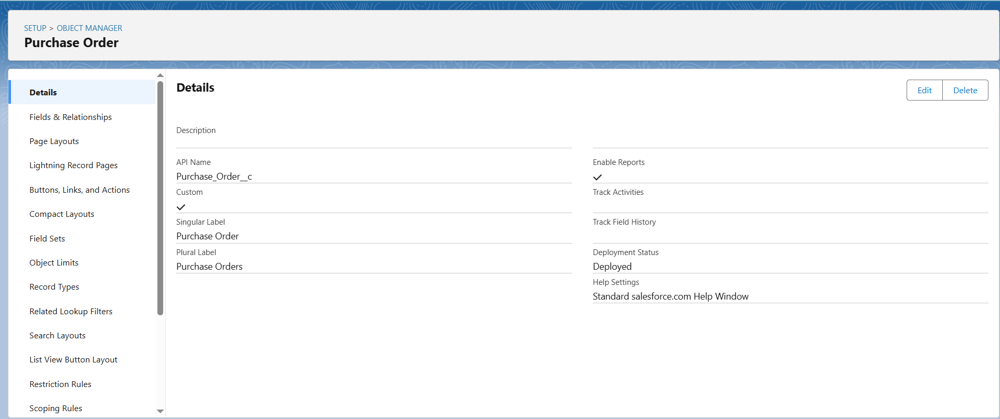 SETUP > OBJECT MANAGER
Purchase Order
Details
Fields & Relationships
Page Layouts
Lightning Record Pages
Buttons, Links, and Actions
Compact Layouts
Field Sets
Object Limits
Record Types
Related Lookup Filters
Search Layouts
List View Button Layout
Restriction Rules
Scoping Rules
Details
Edit
Delete
Description
API Name
Purchase_Order__c
Custom
Singular Label
Purchase Order
Plural Label
Purchase Orders
Enable Reports
Track Activities
Track Field History
Deployment Status
Deployed
Help Settings
Standard salesforce.com Help Window